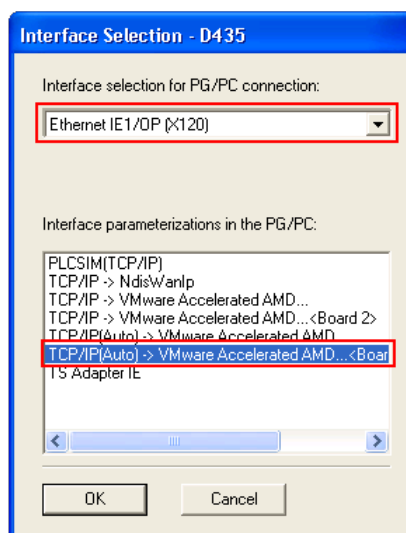 Interface Selection - D435
Interface selection for PG/PC connection:
Ethernet IE1/OP (X120)
Interface parameterizations in the PG/PC:
PLCSIM(TCP/IP)
TCP/IP -> NdisWanIp
TCP/IP -> VMware Accelerated AMD...
TCP/IP -> VMware Accelerated AMD...<Board 2>
TCP/IP(Auto) -> VMware Accelerated AMD...
TCP/IP(Auto) -> VMware Accelerated AMD...<Boar
TS Adapter IE
OK
Cancel